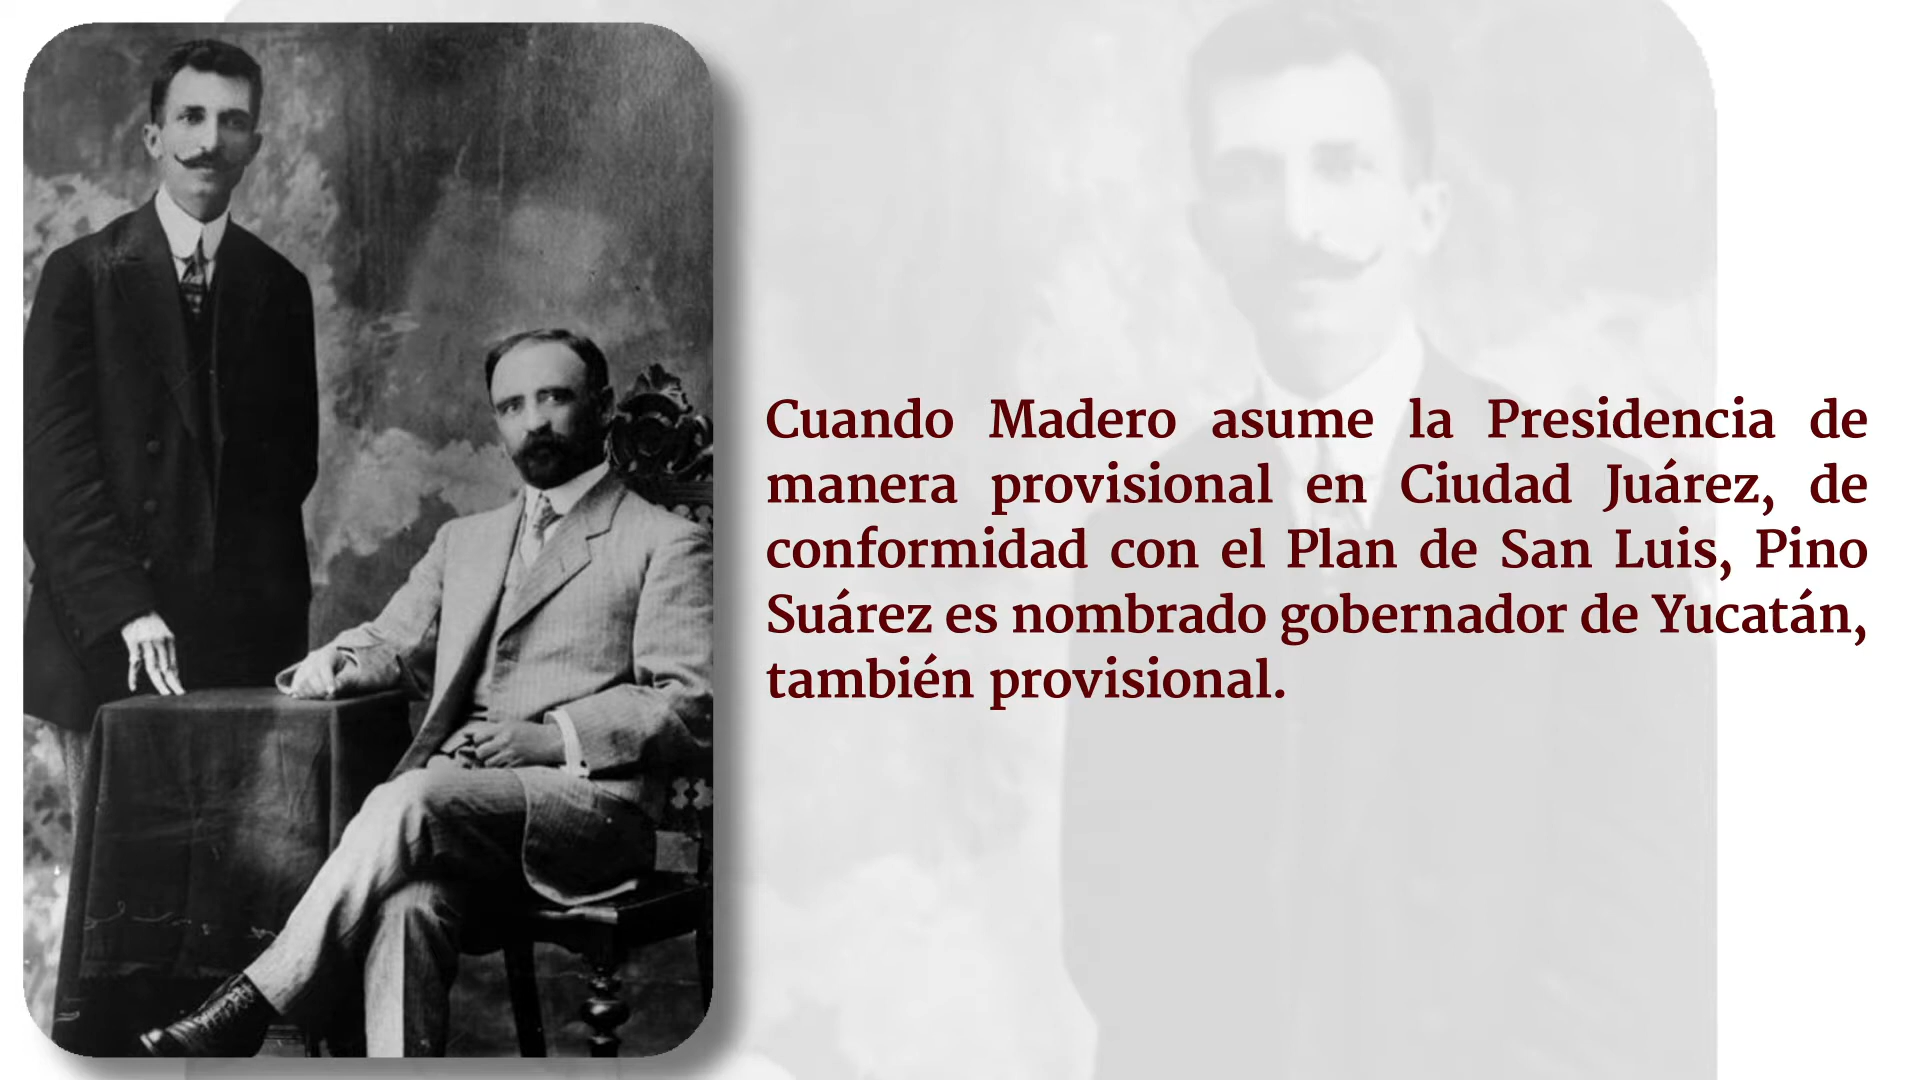 Cuando Madero asume la Presidencia de
manera provisional en Ciudad Juárez, de
conformidad con el Plan de San Luis, Pino
Suárez es nombrado gobernador de Yucatán,
también provisional.